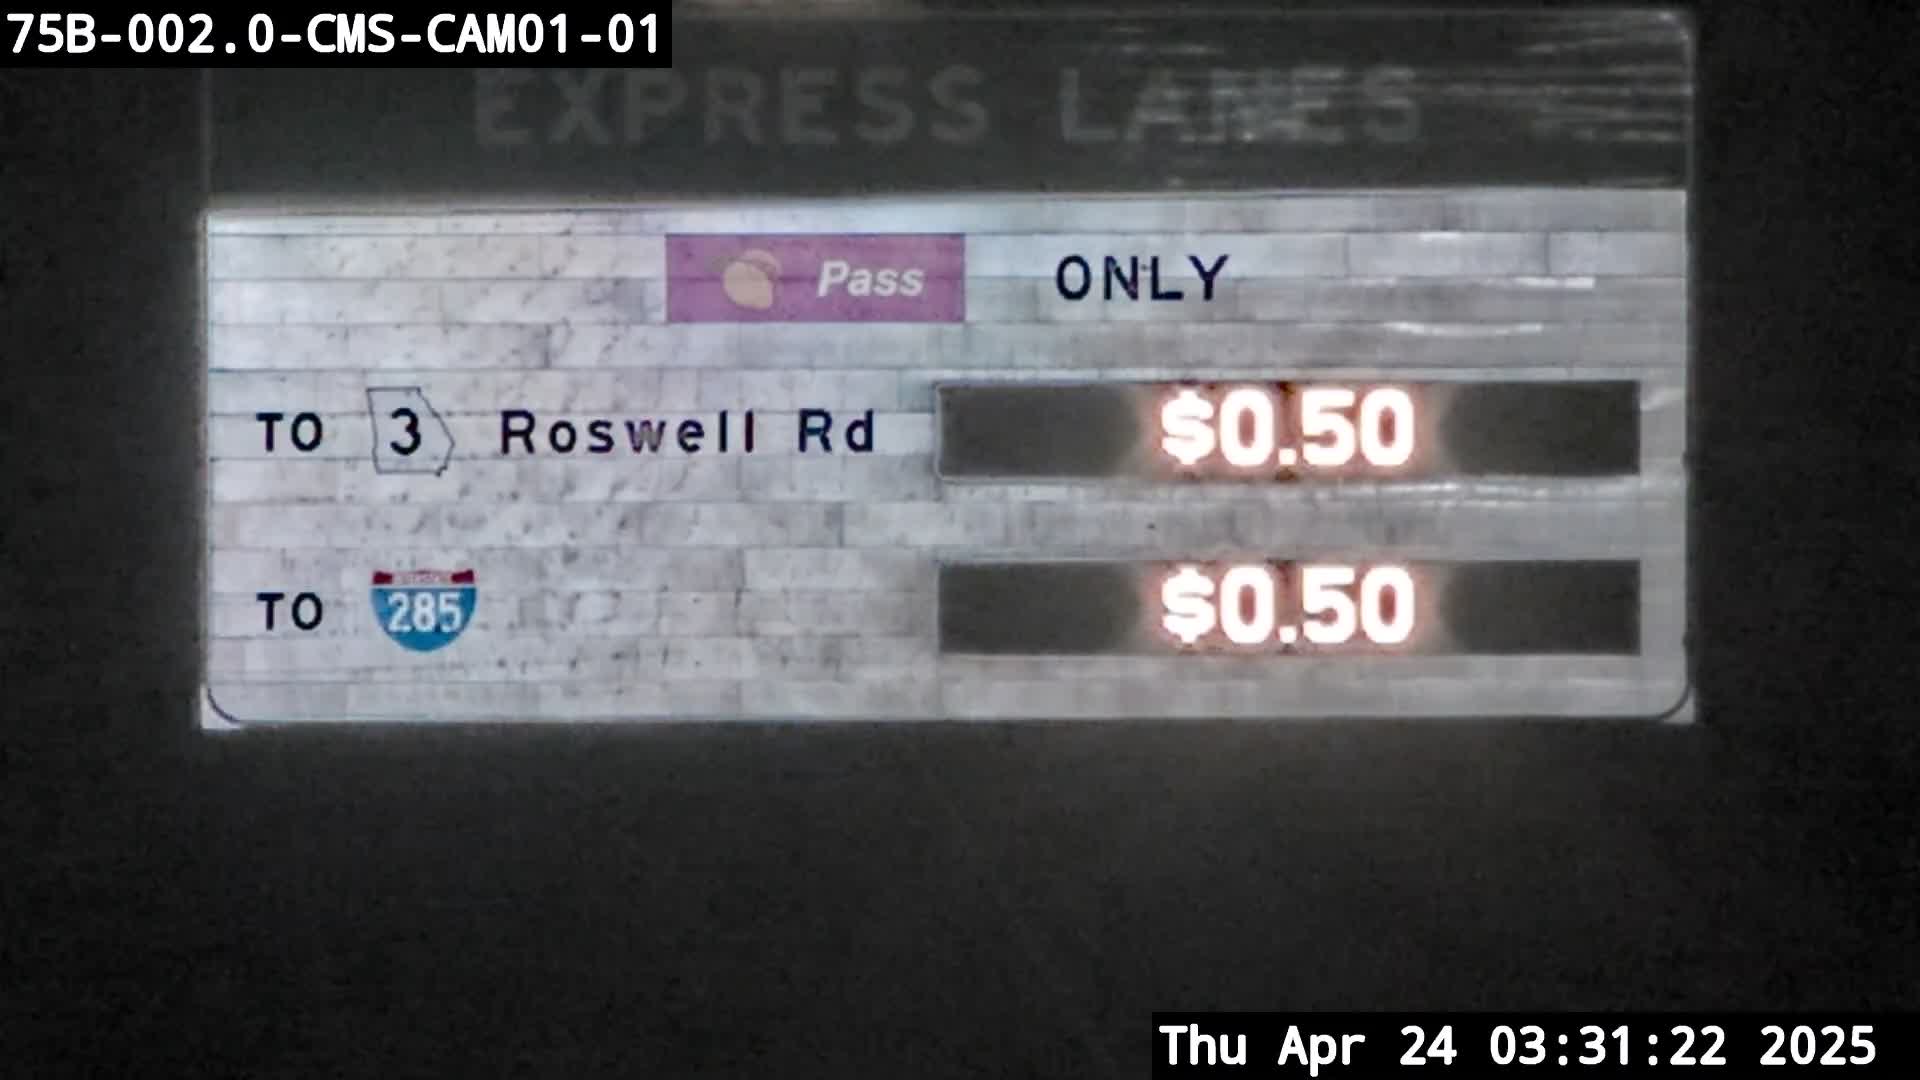 75B-002.0-CMS-CAM01-01
EXPRESS LANES
Pass ONLY
TO 3 Roswell Rd $0.50
TO 285 $0.50
Thu Apr 24 03:31:22 2025